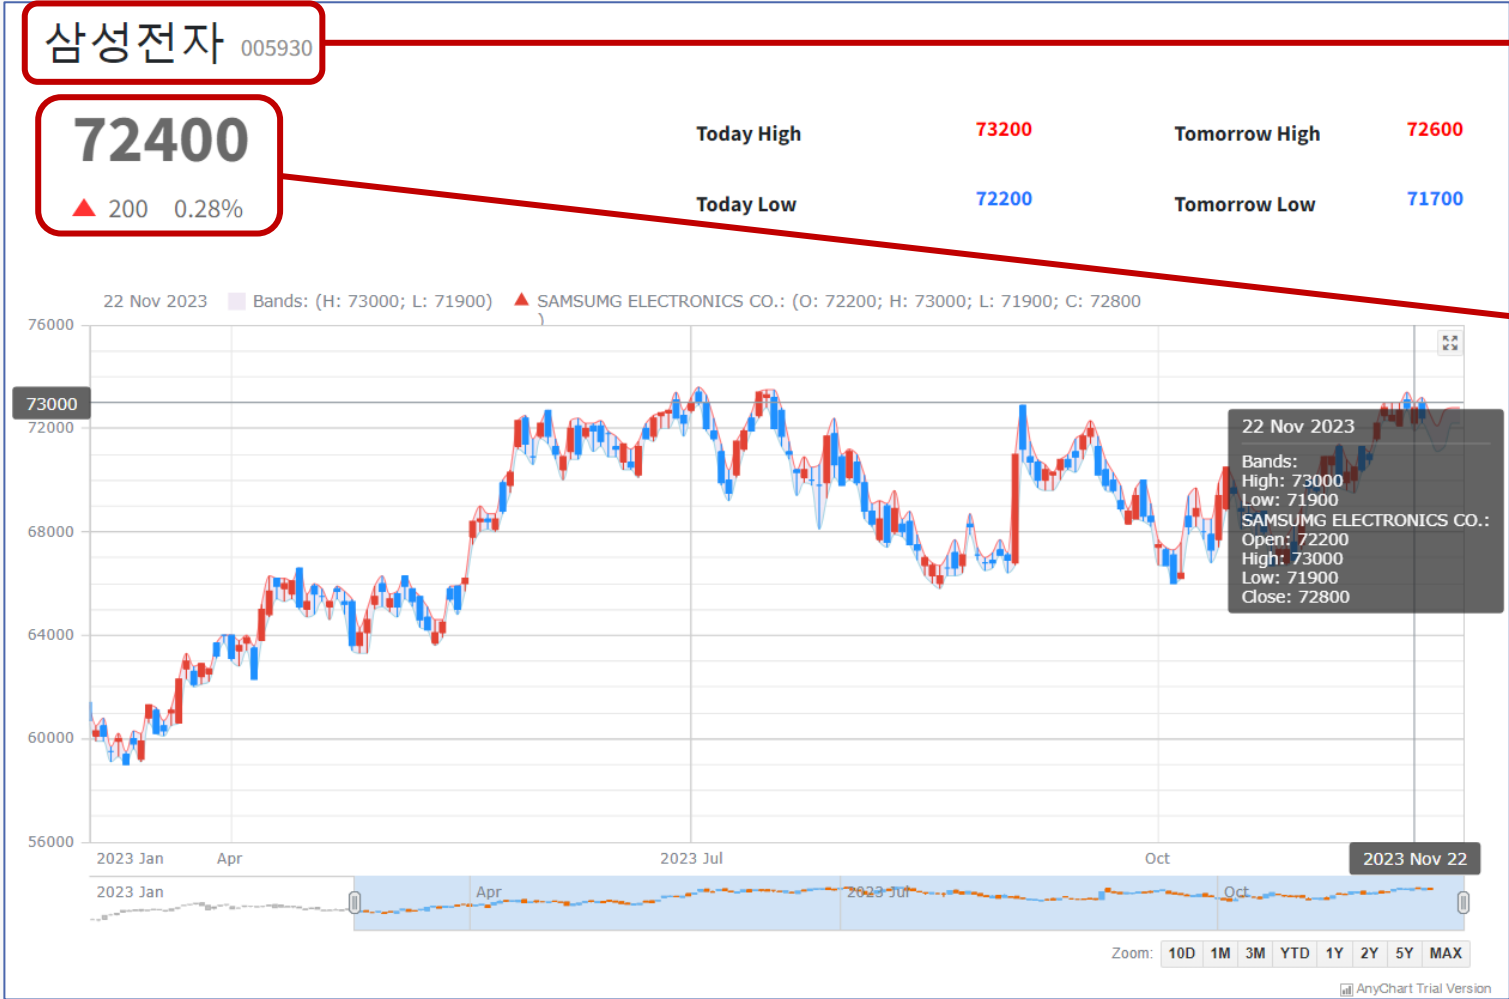 삼성전자 005930
72400
▲ 200 0.28%
Today High 73200 Tomorrow High 72600
Today Low 72200 Tomorrow Low 71700
22 Nov 2023 Bands: (H: 73000; L: 71900) ▲ SAMSUMG ELECTRONICS CO.: (O: 72200; H: 73000; L: 71900; C: 72800
)
76000
73000
72000
68000
64000
60000
56000
22 Nov 2023
Bands:
High: 73000
Low: 71900
SAMSUMG ELECTRONICS CO.:
Open: 72200
High: 73000
Low: 71900
Close: 72800
2023 Jan Apr 2023 Jul Oct 2023 Nov 22
2023 Jan Apr 2023 Jul Oct
Zoom: 10D 1M 3M YTD 1Y 2Y 5Y MAX
AnyChart Trial Version